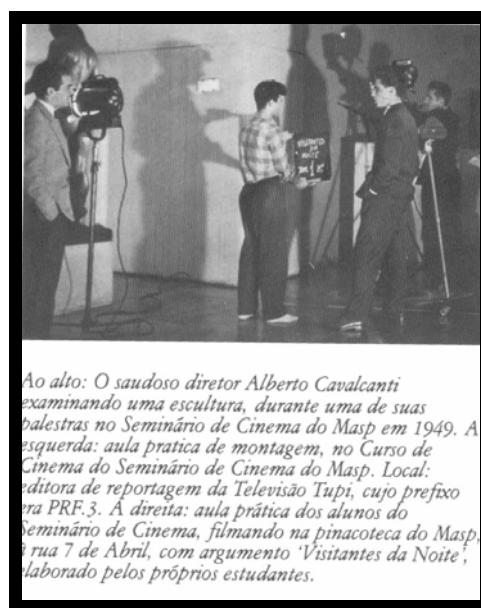 VISITANTES
DA
NOITE
Ao alto: O saudoso diretor Alberto Cavalcanti
examinando uma escultura, durante uma de suas
palestras no Seminário de Cinema do Masp em 1949. A
esquerda: aula pratica de montagem, no Curso de
Cinema do Seminário de Cinema do Masp. Local:
editora de reportagem da Televisão Tupi, cujo prefixo
era PRF.3. A direita: aula prática dos alunos do
Seminário de Cinema, filmando na pinacoteca do Masp,
à rua 7 de Abril, com argumento ‘Visitantes da Noite’,
elaborado pelos próprios estudantes.